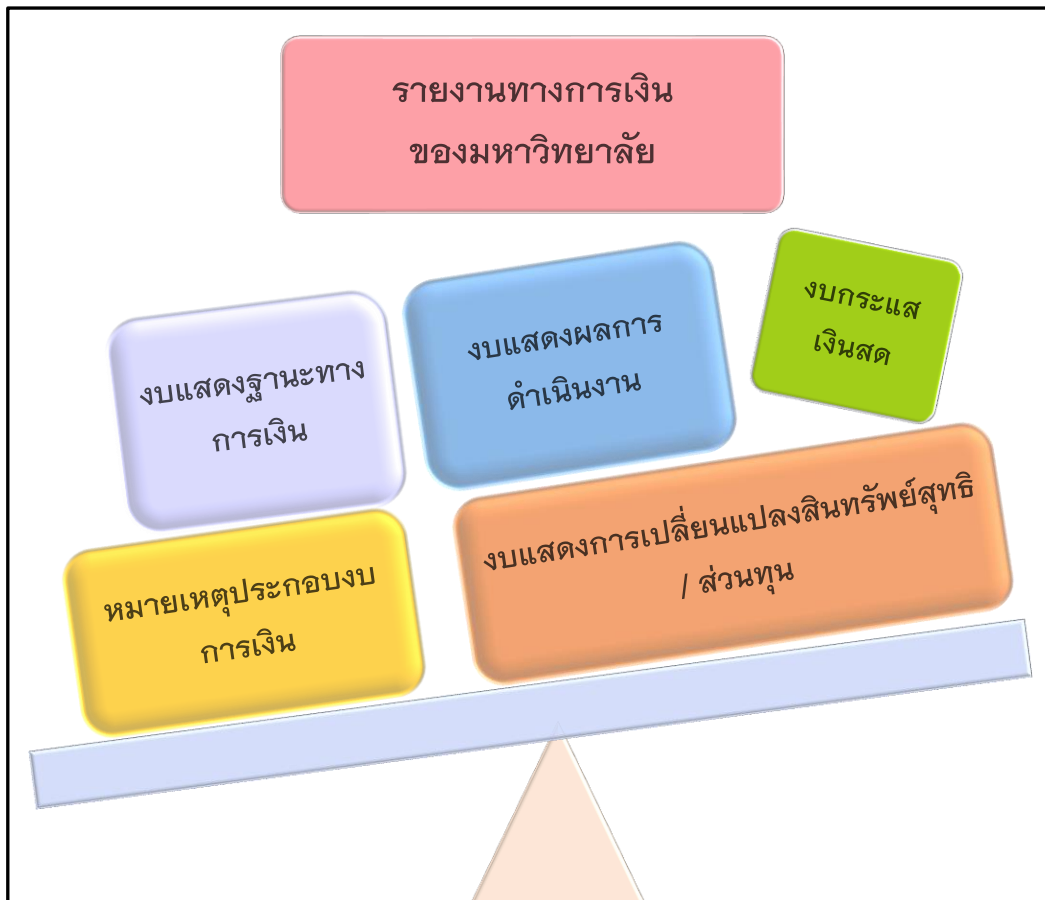 รายงานทางการเงิน
ของมหาวิทยาลัย
งบแสดงฐานะทาง
การเงิน
งบแสดงผลการ
ดำเนินงาน
งบกระแส
เงินสด
หมายเหตุประกอบงบ
การเงิน
งบแสดงการเปลี่ยนแปลงสินทรัพย์สุทธิ
/ ส่วนทุน